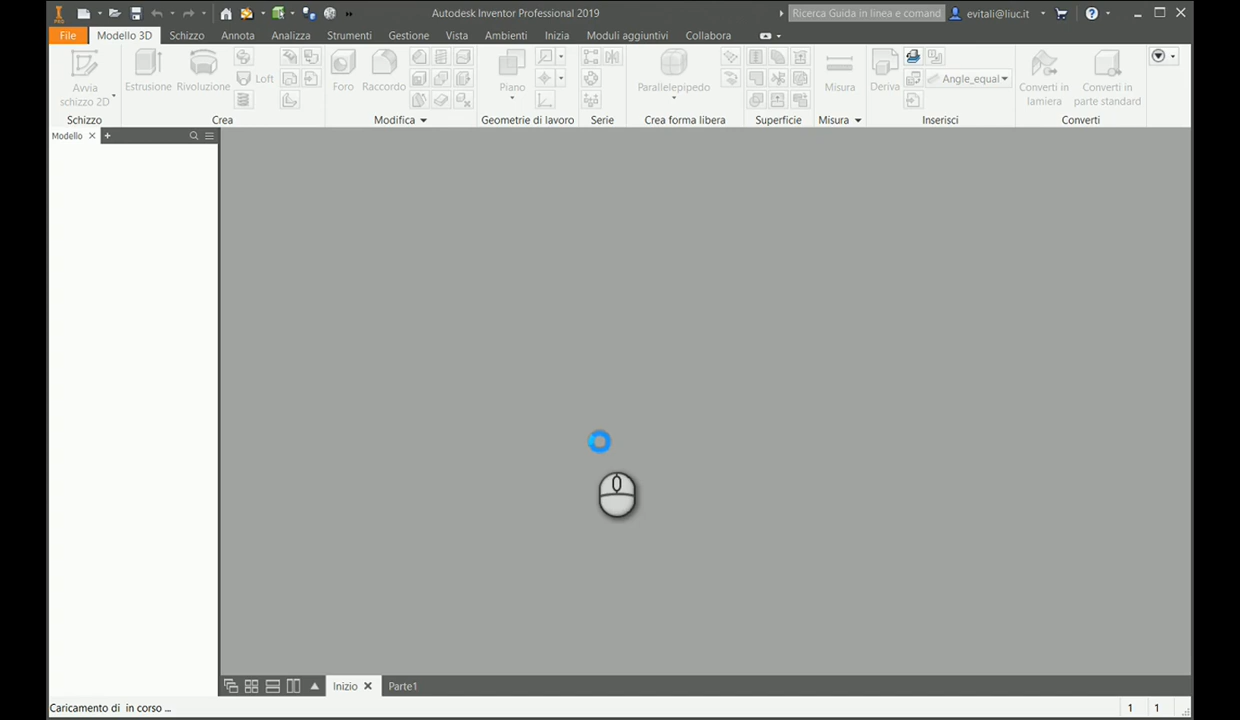 Autodesk Inventor Professional 2019
Ricerca Guida in linea e comand
evitali@liuc.it
File Modello 3D Schizzo Annota Analizza Strumenti Gestione Vista Ambienti Inizia Moduli aggiuntivi Collabora
Avvia
schizzo 2D
Estrusione
Rivoluzione
Loft
Foro
Raccordo
Piano
Parallelepipedo
Misura
Deriva
Angle_equal
Converti in
lamiera
Converti in
parte standard
Schizzo Crea Modifica Geometrie di lavoro Serie Crea forma libera Superficie Misura Inserisci Converti
Modello
Inizio Parte1
Caricamento di in corso ...
1 1